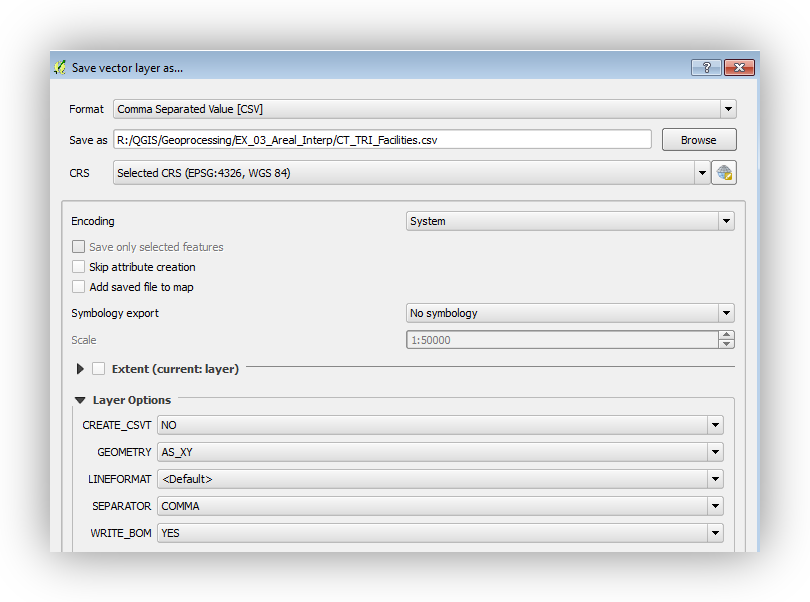 Save vector layer as...
Format Comma Separated Value [CSV]
Save as R:/QGIS/Geoprocessing/EX_03_Areal_Interp/CT_TRI_Facilities.csv Browse
CRS Selected CRS (EPSG:4326, WGS 84)
Encoding System
Save only selected features
Skip attribute creation
Add saved file to map
Symbology export No symbology
Scale 1:50000
Extent (current: layer)
Layer Options
CREATE_CSVT NO
GEOMETRY AS_XY
LINEFORMAT <Default>
SEPARATOR COMMA
WRITE_BOM YES